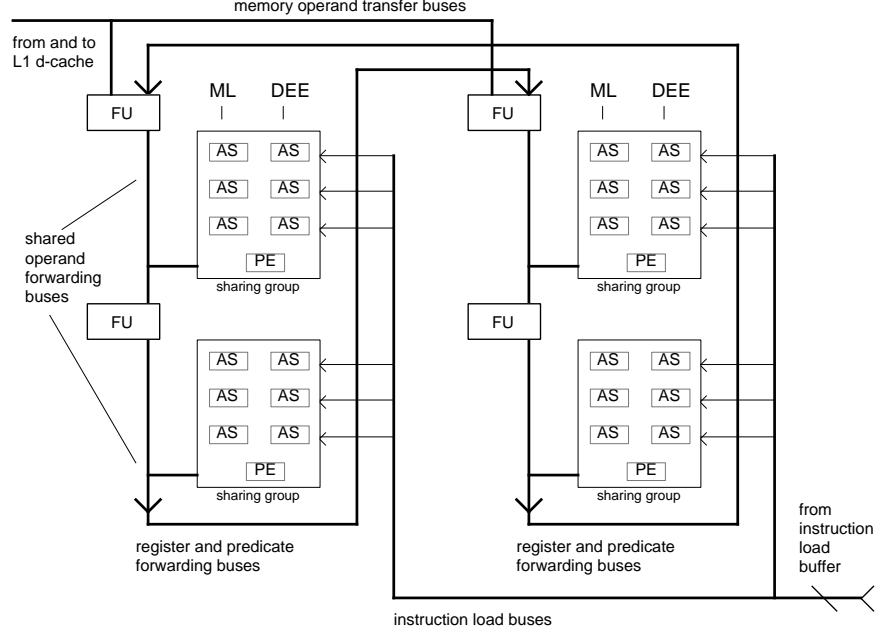 memory operand transfer buses
from and to
L1 d-cache
ML DEE
ML DEE
FU
FU
AS AS
AS AS
AS AS
PE
sharing group
AS AS
AS AS
AS AS
PE
sharing group
shared
operand
forwarding
buses
FU
FU
AS AS
AS AS
AS AS
PE
sharing group
AS AS
AS AS
AS AS
PE
sharing group
register and predicate
forwarding buses
register and predicate
forwarding buses
from
instruction
load
buffer
instruction load buses